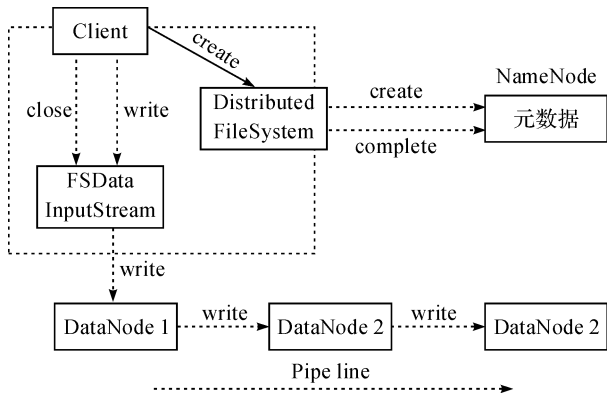 Client
create
close
write
Distributed
FileSystem
create
complete
NameNode
元数据
FSData
InputStream
write
DataNode 1
write
DataNode 2
write
DataNode 2
Pipe line